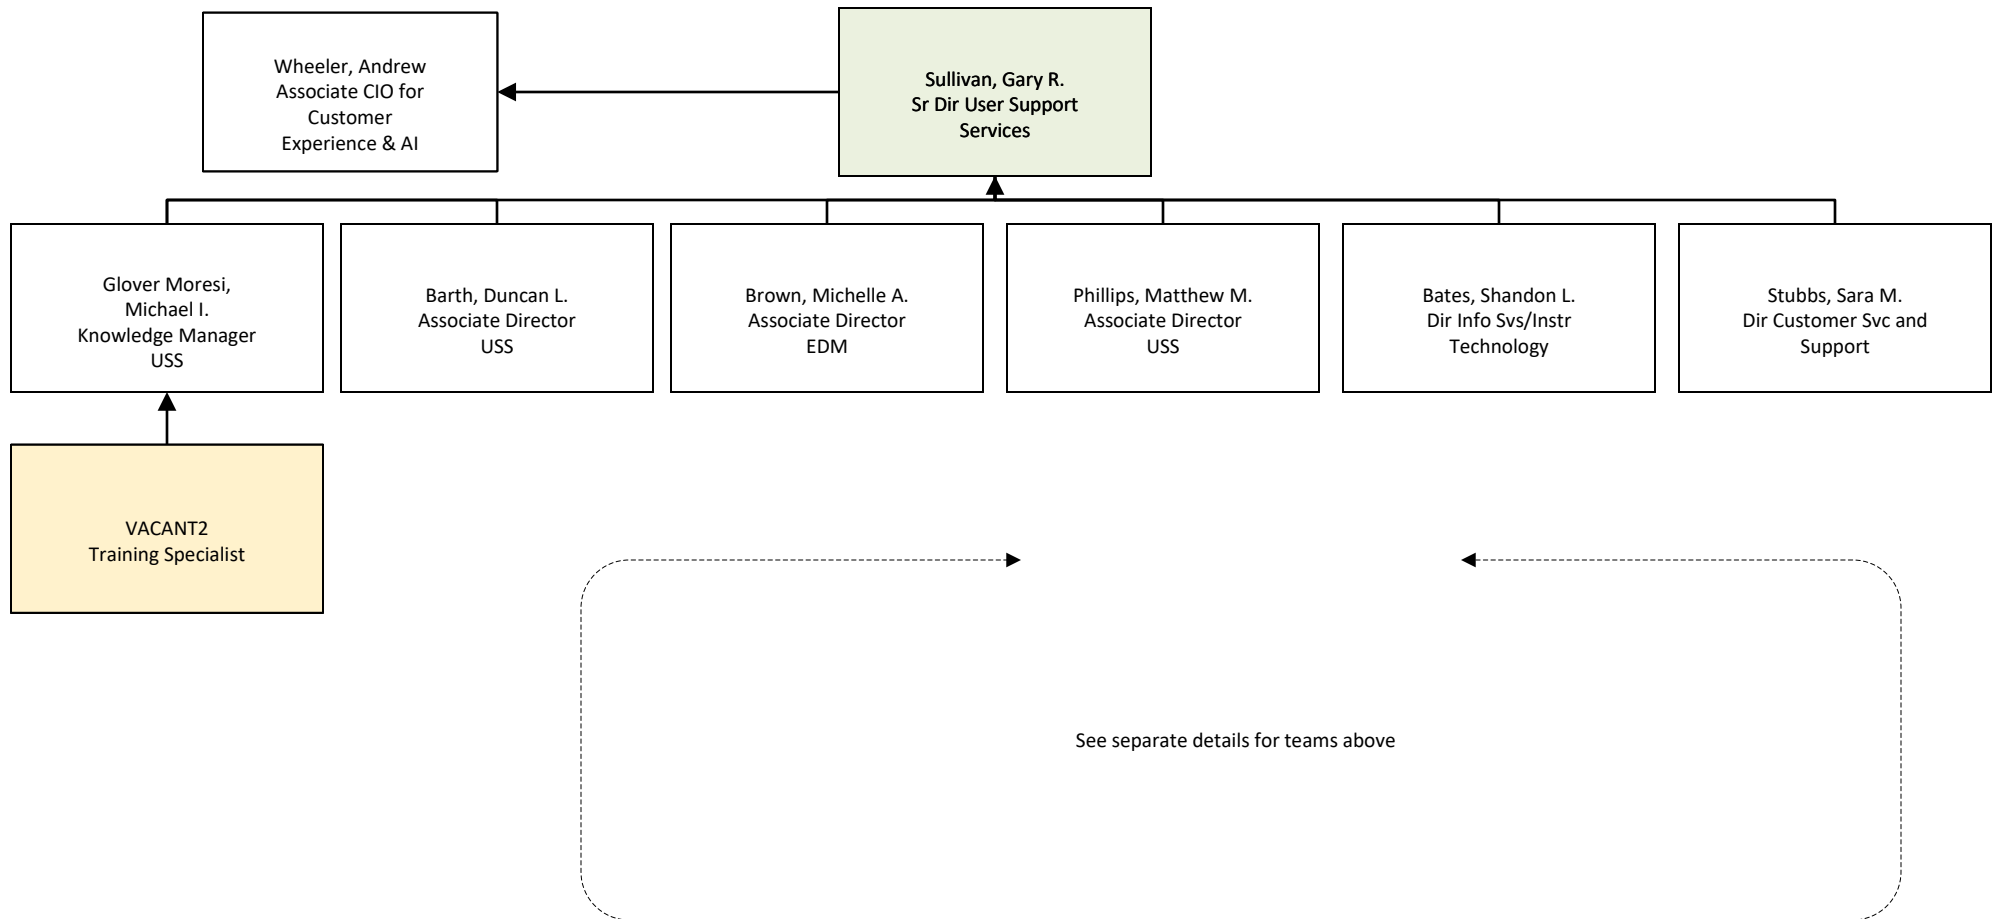 Wheeler, Andrew
Associate CIO for
Customer
Experience & AI
Sullivan, Gary R.
Sr Dir User Support
Services
Glover Moresi,
Michael I.
Knowledge Manager
USS
Barth, Duncan L.
Associate Director
USS
Brown, Michelle A.
Associate Director
EDM
Phillips, Matthew M.
Associate Director
USS
Bates, Shandon L.
Dir Info Svs/Instr
Technology
Stubbs, Sara M.
Dir Customer Svc and
Support
VACANT2
Training Specialist
See separate details for teams above